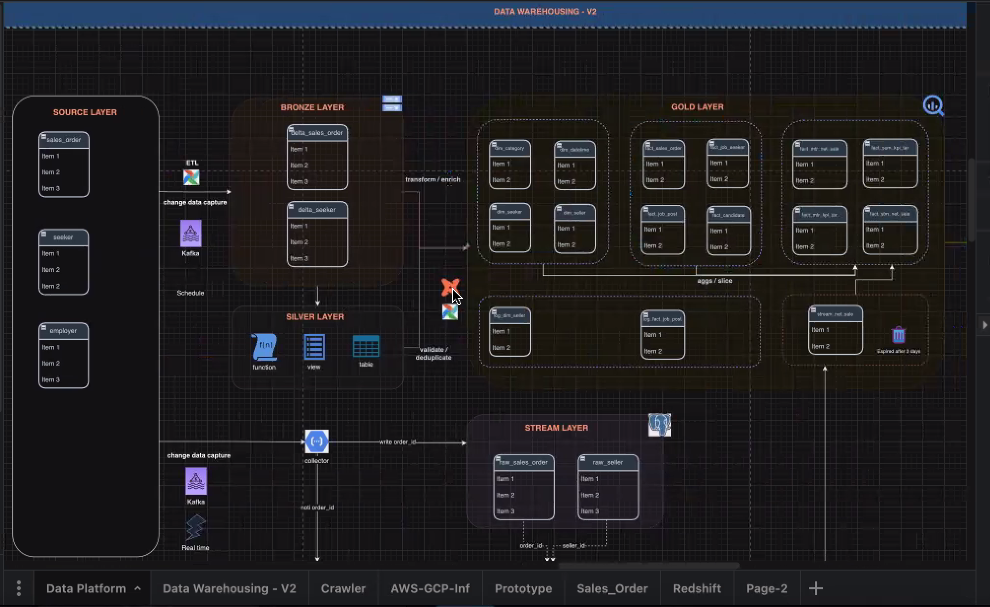 DATA WAREHOUSING - V2
SOURCE LAYER
sales_order
Item 1
Item 2
Item 3
seeker
Item 1
Item 2
Item 3
employer
Item 1
Item 2
Item 3
ETL
change data capture
Kafka
Schedule
BRONZE LAYER
delta_sales_order
Item 1
Item 2
Item 3
delta_seeker
Item 1
Item 2
Item 3
SILVER LAYER
f(n)
function
view
table
transform / enrich
validate /
deduplicate
GOLD LAYER
dim_category
Item 1
Item 2
dim_datetime
Item 1
Item 2
dim_seeker
Item 1
Item 2
dim_seller
Item 1
Item 2
fact_sales_order
Item 1
Item 2
fact_job_seeker
Item 1
Item 2
fact_job_post
Item 1
Item 2
fact_candidate
Item 1
Item 2
Item 1
Item 2
Item 1
Item 2
Item 1
Item 2
Item 1
Item 2
aggs / slice
Item 1
Item 2
Item 1
Item 2
stream_net_sale
Item 1
Item 2
Expired after 3 days
change data capture
Kafka
Real time
collector
write order_id
not order_id
STREAM LAYER
raw_sales_order
Item 1
Item 2
Item 3
raw_seller
Item 1
Item 2
Item 3
order_id
seller_id
Data Platform
Data Warehousing - V2
Crawler
AWS-GCP-Inf
Prototype
Sales_Order
Redshift
Page-2